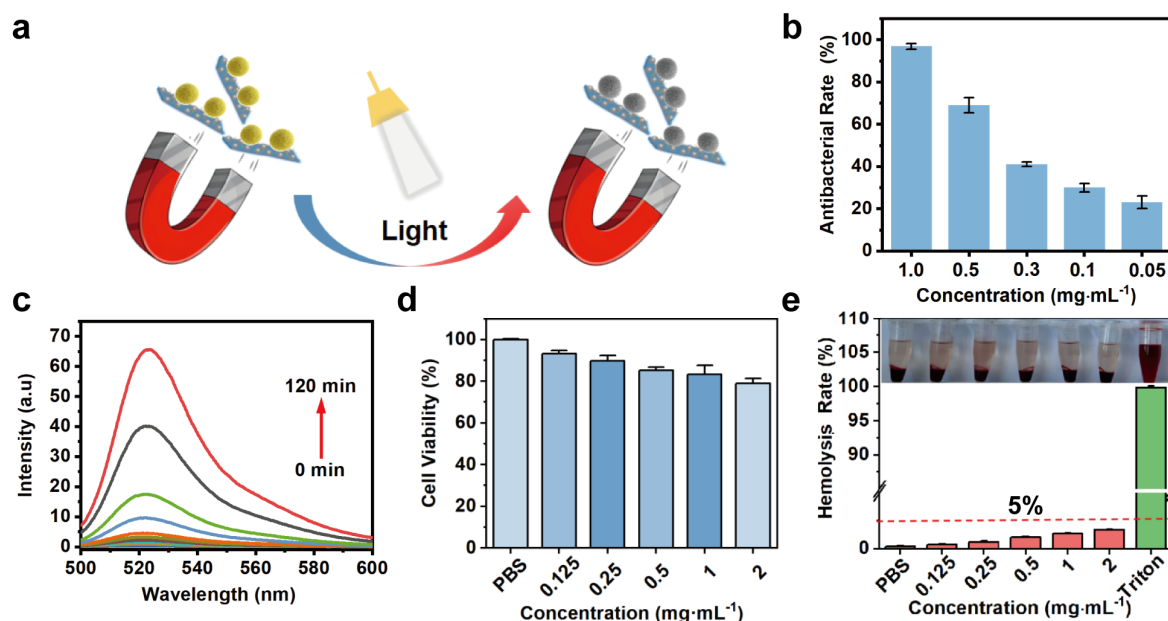 a
Light
b
Antibacterial Rate (%)
100
80
60
40
20
0
1.0 0.5 0.3 0.1 0.05
Concentration (mg·mL⁻¹)
c
Intensity (a.u)
70
60
50
40
30
20
10
0
120 min
0 min
500 520 540 560 580 600
Wavelength (nm)
d
Cell Viability (%)
100
80
60
40
20
0
PBS 0.125 0.25 0.5 1 2
Concentration (mg·mL⁻¹)
e
Hemolysis Rate (%)
110
105
100
90
0
5%
PBS 0.125 0.25 0.5 1 2 Triton
Concentration (mg·mL⁻¹)